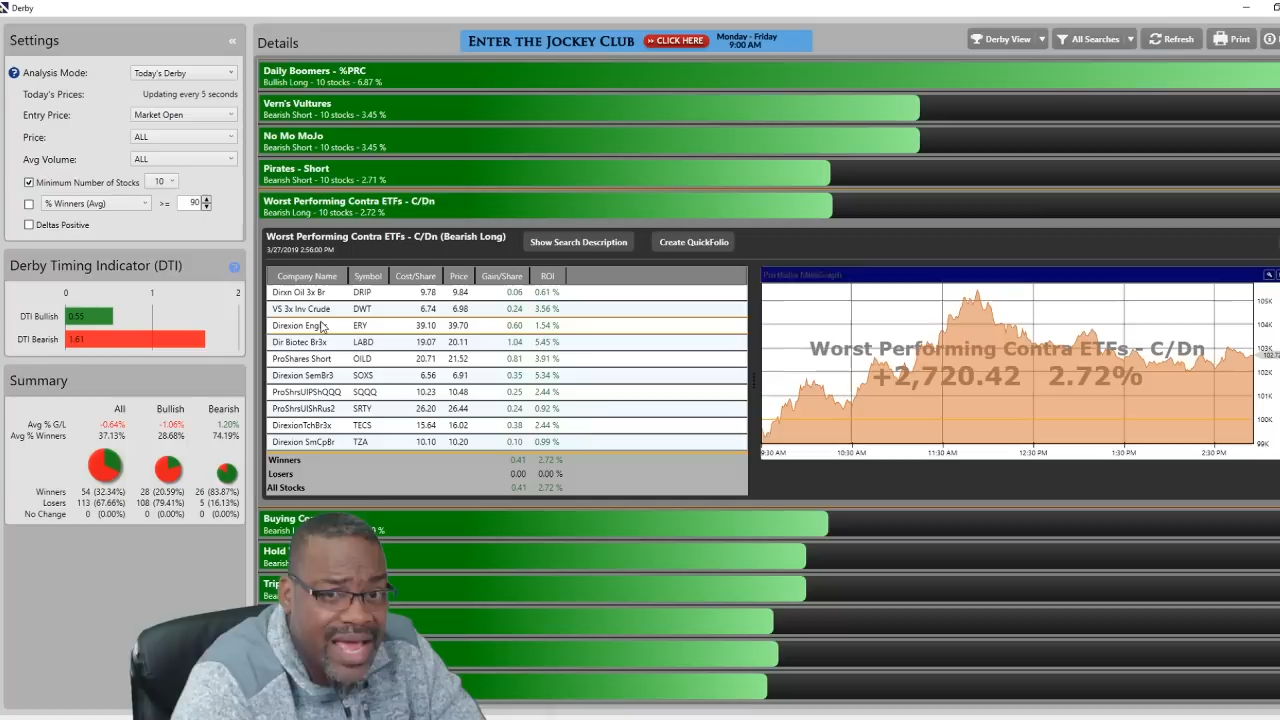 Derby
Settings
«
Details
ENTER THE JOCKEY CLUB
» CLICK HERE
Monday - Friday
9:00 AM
Derby View
All Searches
Refresh
Print
Analysis Mode:
Today's Derby
Today's Prices:
Updating every 5 seconds
Entry Price:
Market Open
Price:
ALL
Avg Volume:
ALL
Minimum Number of Stocks
10
% Winners (Avg)
>=
90
Deltas Positive
Derby Timing Indicator (DTI)
0 1 2
DTI Bullish
0.55
DTI Bearish
1.61
Summary
All Bullish Bearish
Avg % G/L -0.64% -1.06% 1.20%
Avg % Winners 37.13% 28.68% 74.19%
Winners 54 (32.34%) 28 (20.59%) 26 (83.87%)
Losers 113 (67.66%) 108 (79.41%) 5 (16.13%)
No Change 0 (0.00%) 0 (0.00%) 0 (0.00%)
Daily Boomers - %PRC
Bullish Long - 10 stocks - 6.87 %
Vern's Vultures
Bearish Short - 10 stocks - 3.45 %
No Mo MoJo
Bearish Short - 10 stocks - 3.45 %
Pirates - Short
Bearish Short - 10 stocks - 2.71 %
Worst Performing Contra ETFs - C/Dn
Bearish Long - 10 stocks - 2.72 %
Worst Performing Contra ETFs - C/Dn (Bearish Long)
3/27/2019 2:56:00 PM
Show Search Description
Create QuickFolio
Company Name Symbol Cost/Share Price Gain/Share ROI
Dirxn Oil 3x Br DRIP 9.78 9.84 0.06 0.61 %
VS 3x Inv Crude DWT 6.74 6.98 0.24 3.56 %
Direxion Eng ERY 39.10 39.70 0.60 1.54 %
Dir Biotec Br3x LABD 19.07 20.11 1.04 5.45 %
ProShares Short OILD 20.71 21.52 0.81 3.91 %
Direxion SemBr3 SOXS 6.56 6.91 0.35 5.34 %
ProShrsUlPShQQQ SQQQ 10.23 10.48 0.25 2.44 %
ProShrsUlShRus2 SRTY 26.20 26.44 0.24 0.92 %
DirexionTchBr3x TECS 15.64 16.02 0.38 2.44 %
Direxion SmCpBr TZA 10.10 10.20 0.10 0.99 %
Winners 0.41 2.72 %
Losers 0.00 0.00 %
All Stocks 0.41 2.72 %
Worst Performing Contra ETFs - C/Dn
+2,720.42 2.72%
105K
104K
103K
102.7
102K
101K
100K
99K
9:30 AM 10:30 AM 11:30 AM 12:30 PM 1:30 PM 2:30 PM
Buying
Bearish
Hold
Bearis
Trip
Bea